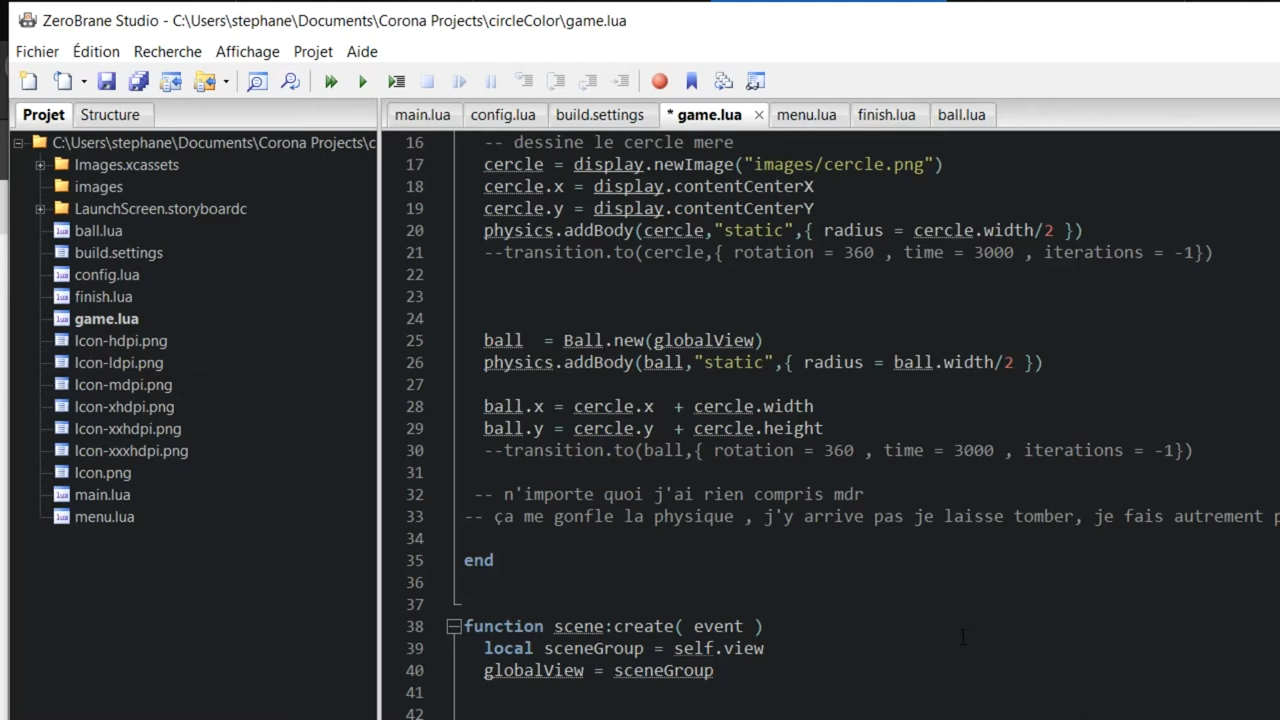 ZeroBrane Studio - C:\Users\stephane\Documents\Corona Projects\circleColor\game.lua
Fichier Édition Recherche Affichage Projet Aide
Projet Structure
main.lua config.lua build.settings * game.lua menu.lua finish.lua ball.lua
C:\Users\stephane\Documents\Corona Projects\c
Images.xcassets
images
LaunchScreen.storyboardc
ball.lua
build.settings
config.lua
finish.lua
game.lua
Icon-hdpi.png
Icon-ldpi.png
Icon-mdpi.png
Icon-xhdpi.png
Icon-xxhdpi.png
Icon-xxxhdpi.png
Icon.png
main.lua
menu.lua
16 -- dessine le cercle mere
17 cercle = display.newImage("images/cercle.png")
18 cercle.x = display.contentCenterX
19 cercle.y = display.contentCenterY
20 physics.addBody(cercle,"static",{ radius = cercle.width/2 })
21 --transition.to(cercle,{ rotation = 360 , time = 3000 , iterations = -1})
22
23
24
25 ball = Ball.new(globalView)
26 physics.addBody(ball,"static",{ radius = ball.width/2 })
27
28 ball.x = cercle.x + cercle.width
29 ball.y = cercle.y + cercle.height
30 --transition.to(ball,{ rotation = 360 , time = 3000 , iterations = -1})
31
32 -- n'importe quoi j'ai rien compris mdr
33 -- ça me gonfle la physique , j'y arrive pas je laisse tomber, je fais autrement p
34
35 end
36
37
38 function scene:create( event )
39 local sceneGroup = self.view
40 globalView = sceneGroup
41
42